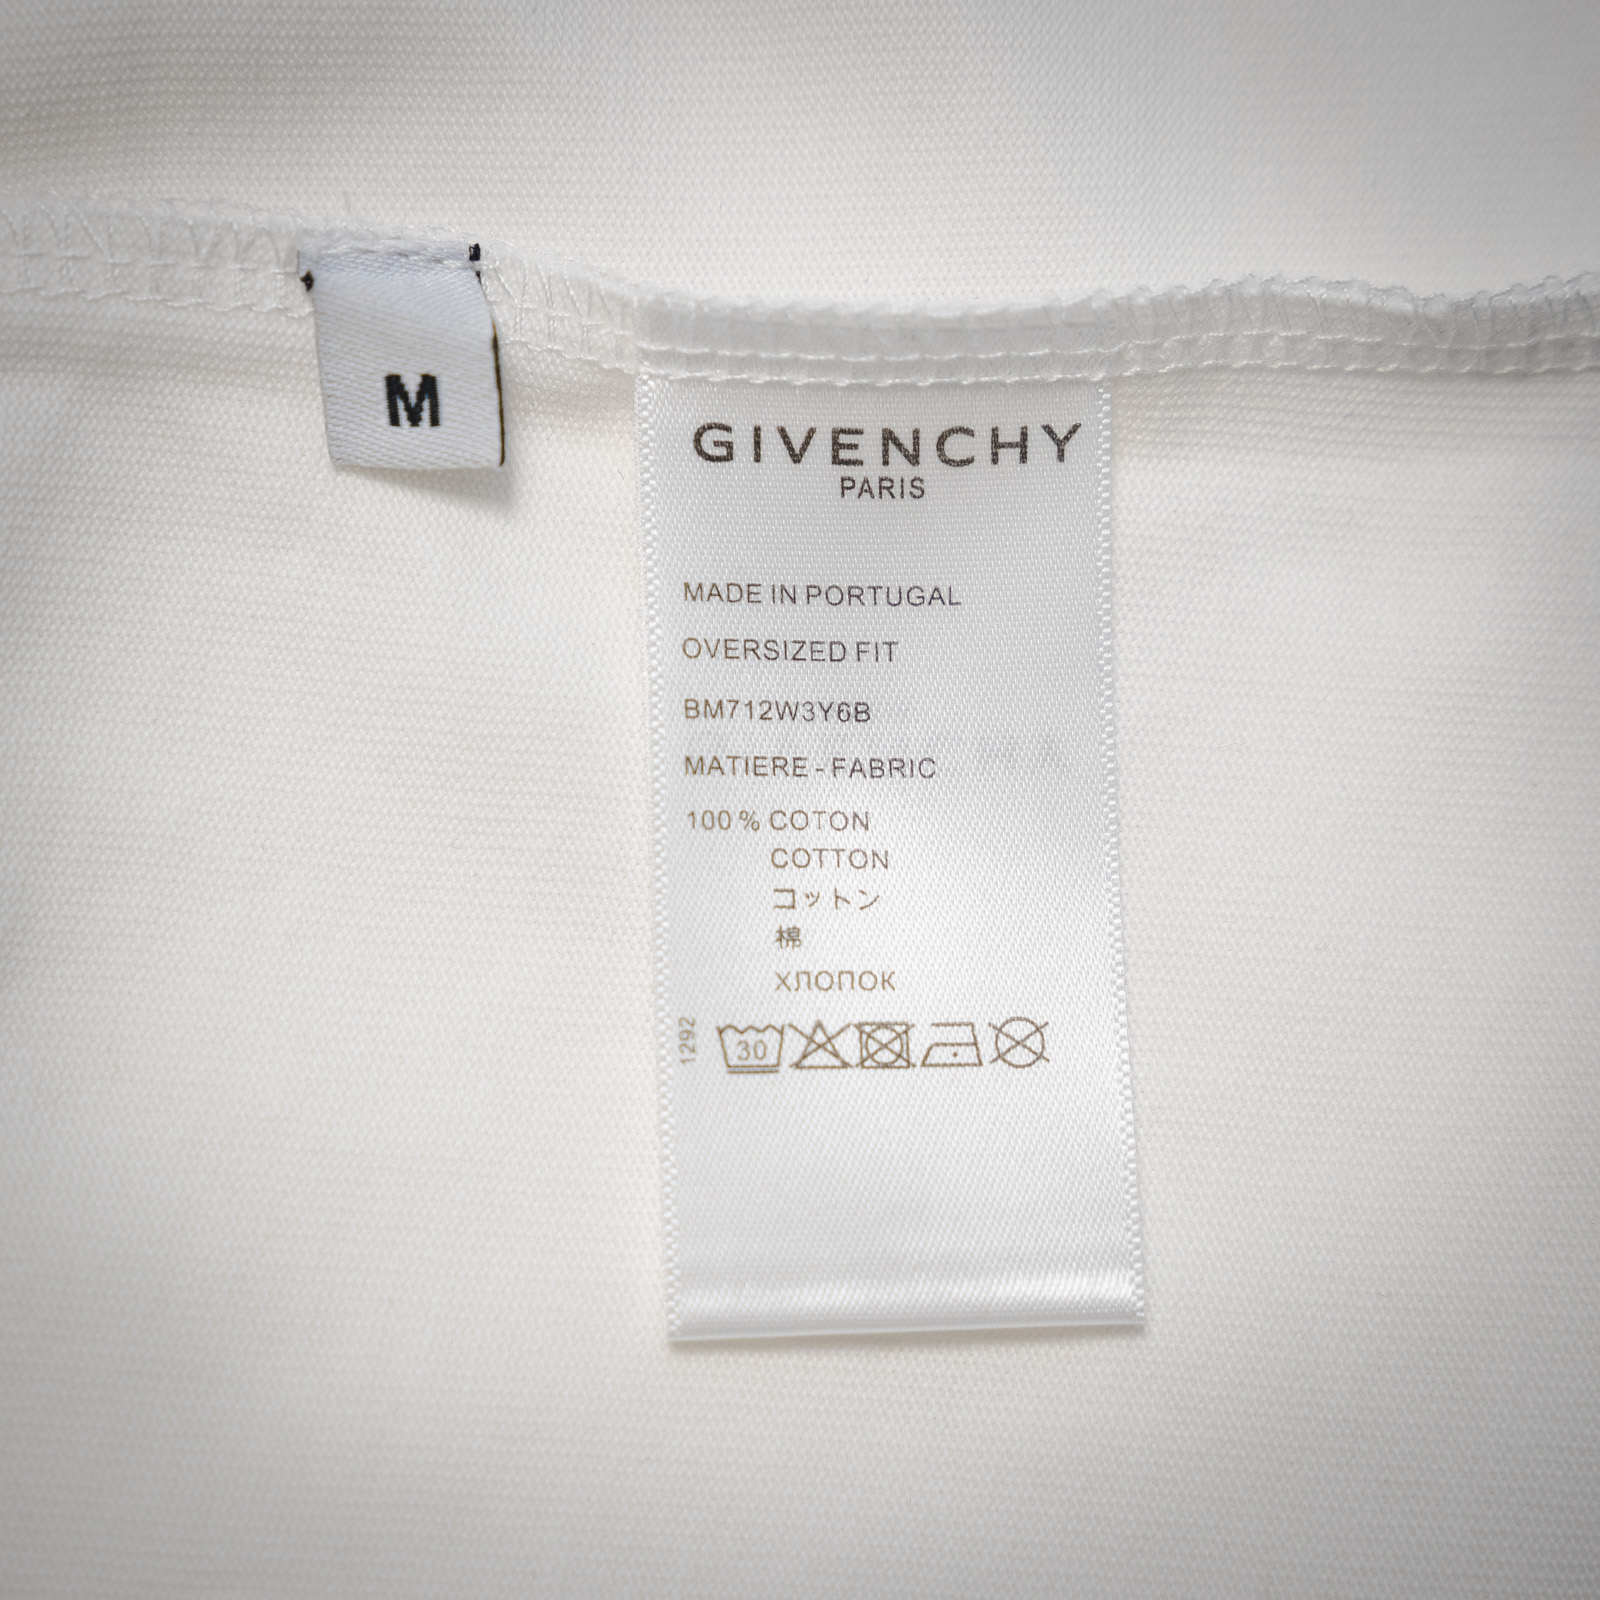 M
GIVENCHY
PARIS
MADE IN PORTUGAL
OVERSIZED FIT
BM712W3Y6B
MATIERE - FABRIC
100 % COTON
COTTON
コットン
棉
ХЛОПОК
1292
30